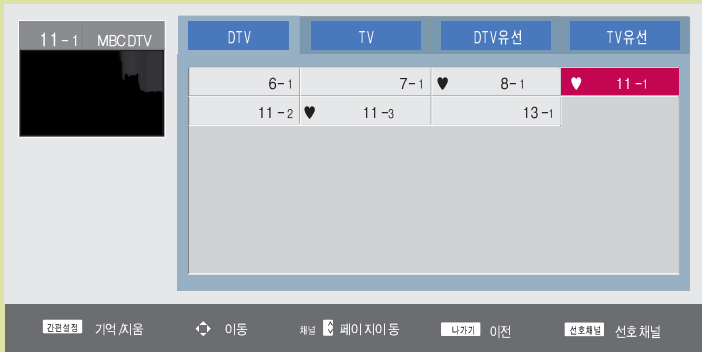 11-1 MBC DTV
DTV TV DTV유선 TV유선
6-1 7-1 ♥ 8-1 ♥ 11-1
11-2 ♥ 11-3 13-1
간편설정 기억/지움 이동 채널 페이지이동 나가기 이전 선호채널 선호채널